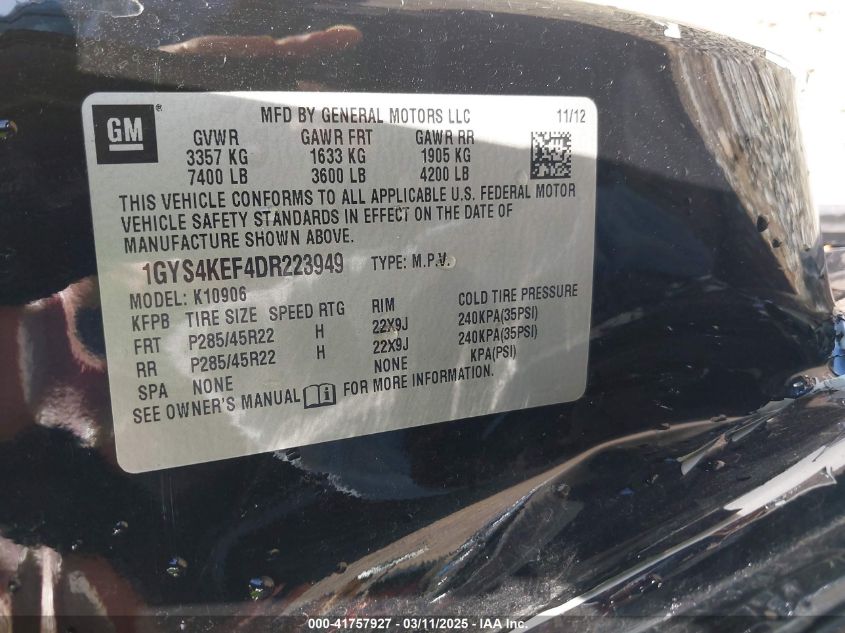 MFD BY GENERAL MOTORS LLC 11/12
GM ®
GVWR GAWR FRT GAWR RR
3357 KG 1633 KG 1905 KG
7400 LB 3600 LB 4200 LB
THIS VEHICLE CONFORMS TO ALL APPLICABLE U.S. FEDERAL MOTOR
VEHICLE SAFETY STANDARDS IN EFFECT ON THE DATE OF
MANUFACTURE SHOWN ABOVE.
1GYS4KEF4DR223949 TYPE: M.P.V.
MODEL: K10906
KFPB TIRE SIZE SPEED RTG RIM COLD TIRE PRESSURE
FRT P285/45R22 H 22X9J 240KPA(35PSI)
RR P285/45R22 H 22X9J 240KPA(35PSI)
SPA NONE NONE KPA(PSI)
SEE OWNER'S MANUAL i FOR MORE INFORMATION.
000-41757927 - 03/11/2025 - IAA Inc.